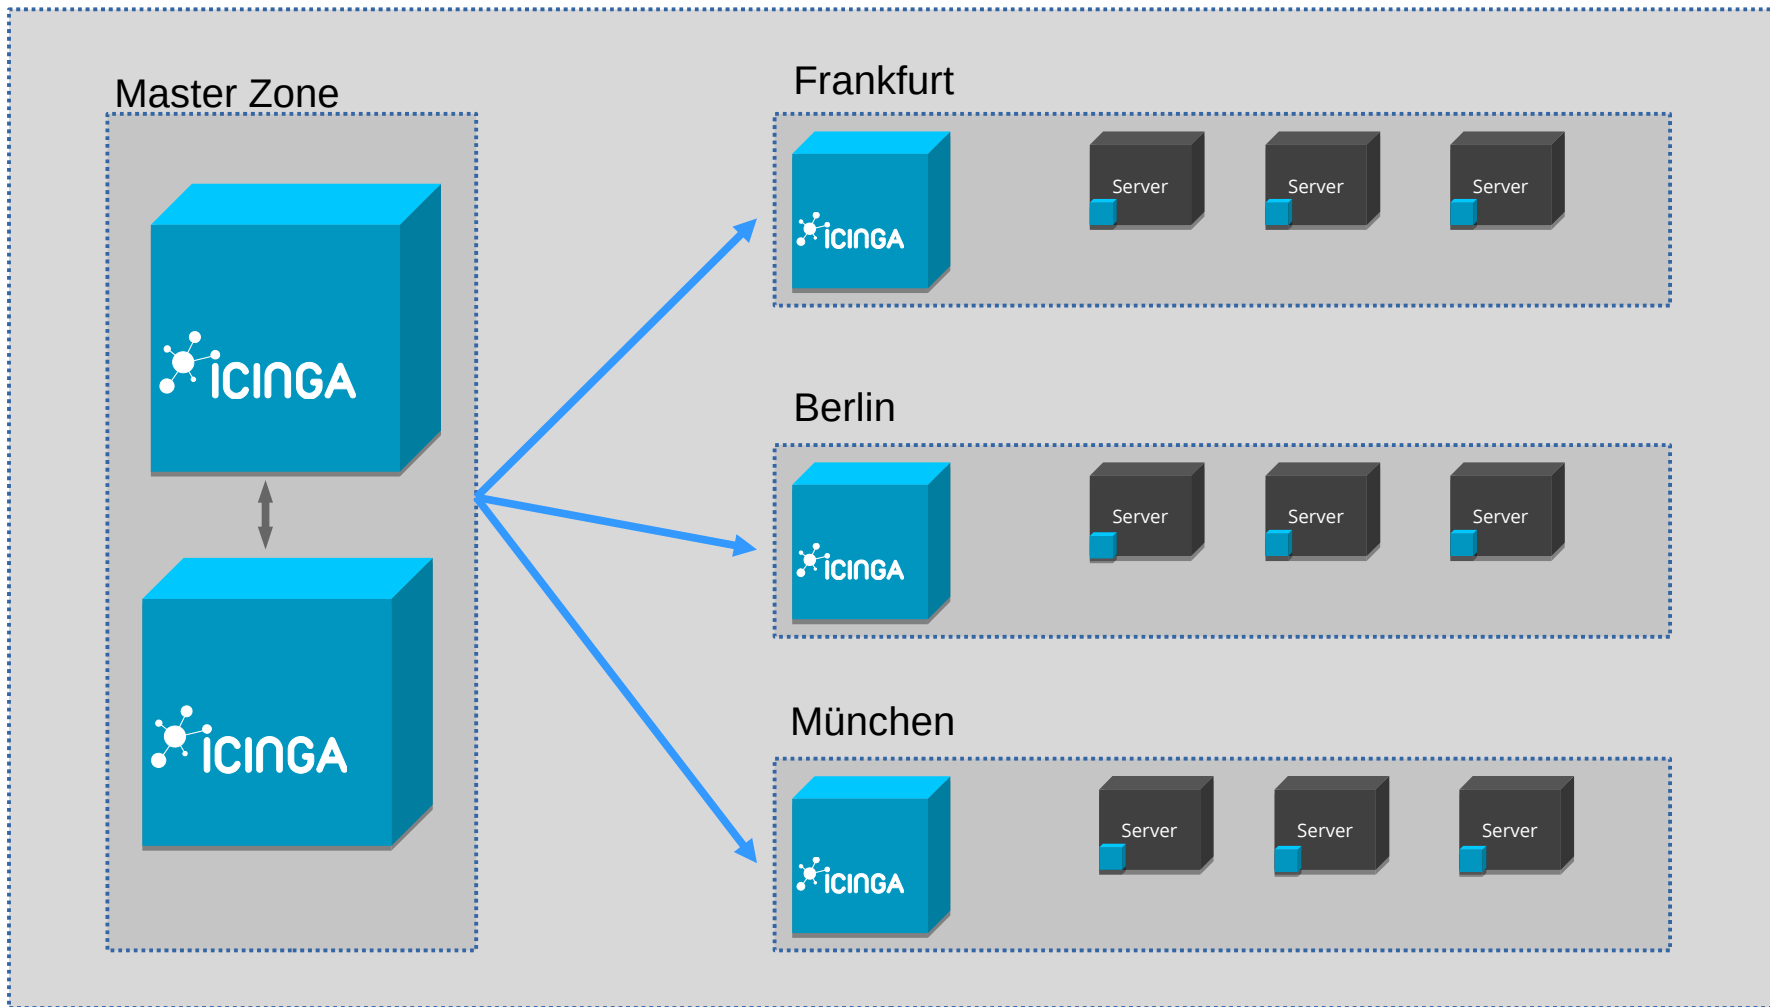 Master Zone
ICINGA
ICINGA
Frankfurt
ICINGA
Server
Server
Server
Berlin
ICINGA
Server
Server
Server
München
ICINGA
Server
Server
Server